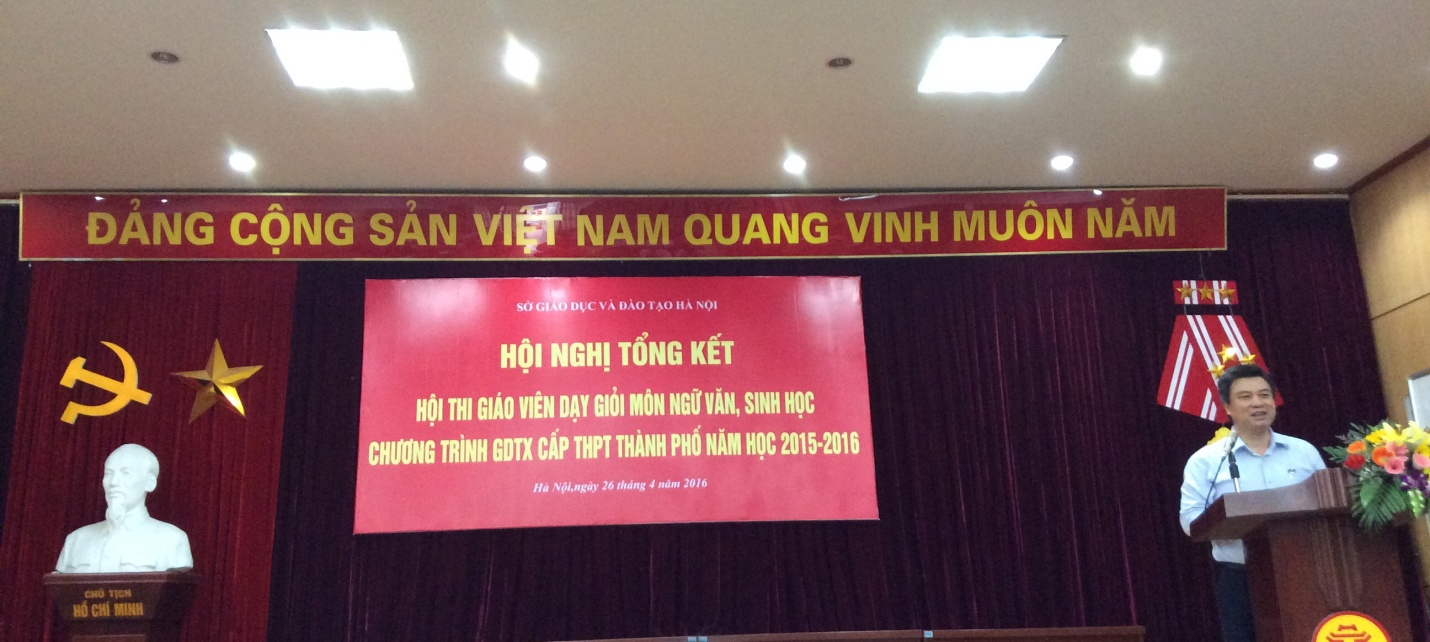 ĐẢNG CỘNG SẢN VIỆT NAM QUANG VINH MUÔN NĂM
SỞ GIÁO DỤC VÀ ĐÀO TẠO HÀ NỘI
HỘI NGHỊ TỔNG KẾT
HỘI THI GIÁO VIÊN DẠY GIỎI MÔN NGỮ VĂN, SINH HỌC
CHƯƠNG TRÌNH GDTX CẤP THPT THÀNH PHỐ NĂM HỌC 2015-2016
Hà Nội,ngày 26 tháng 4 năm 2016
CHỦ TỊCH
HỒ CHÍ MINH